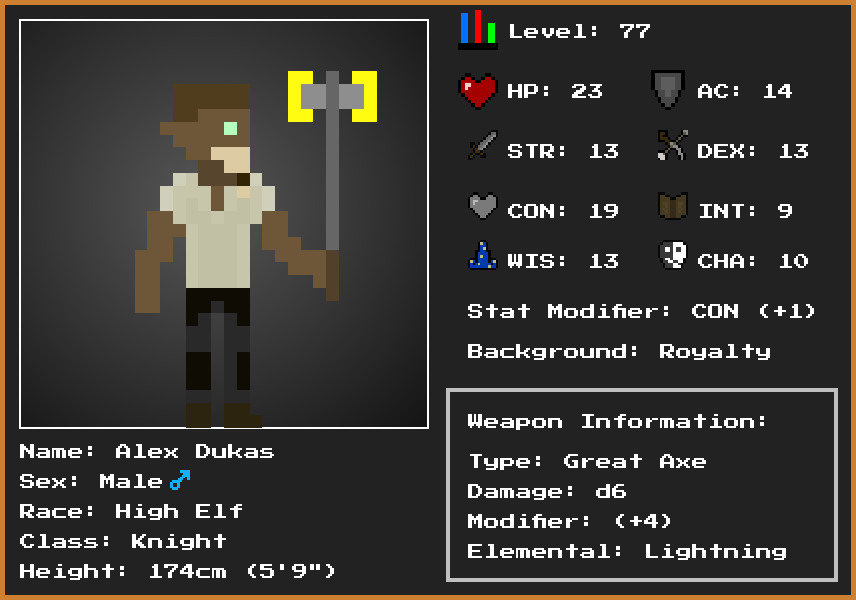 Level: 77
HP: 23 AC: 14
STR: 13 DEX: 13
CON: 19 INT: 9
WIS: 13 CHA: 10
Stat Modifier: CON (+1)
Background: Royalty
Weapon Information:
Type: Great Axe
Damage: d6
Modifier: (+4)
Elemental: Lightning
Name: Alex Dukas
Sex: Male ♂
Race: High Elf
Class: Knight
Height: 174cm (5'9")